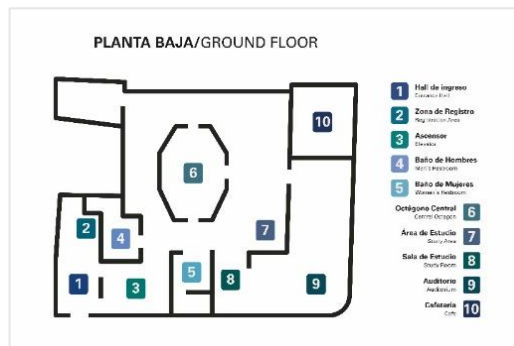 PLANTA BAJA/GROUND FLOOR
10
6
2
4
7
5
8
1
3
9
1 Hall de ingreso
Entrance Hall
2 Zona de Registro
Area
3 Ascensor
Elevator
4 Baño de Hombres
Men's Restroom
5 Baño de Mujeres
Women's Restroom
Octágono Central 6
Central Octagon
Área de Estudio 7
Study Area
Sala de Estudio 8
Study Room
Auditorio 9
Auditorium
Cafetería 10
Café